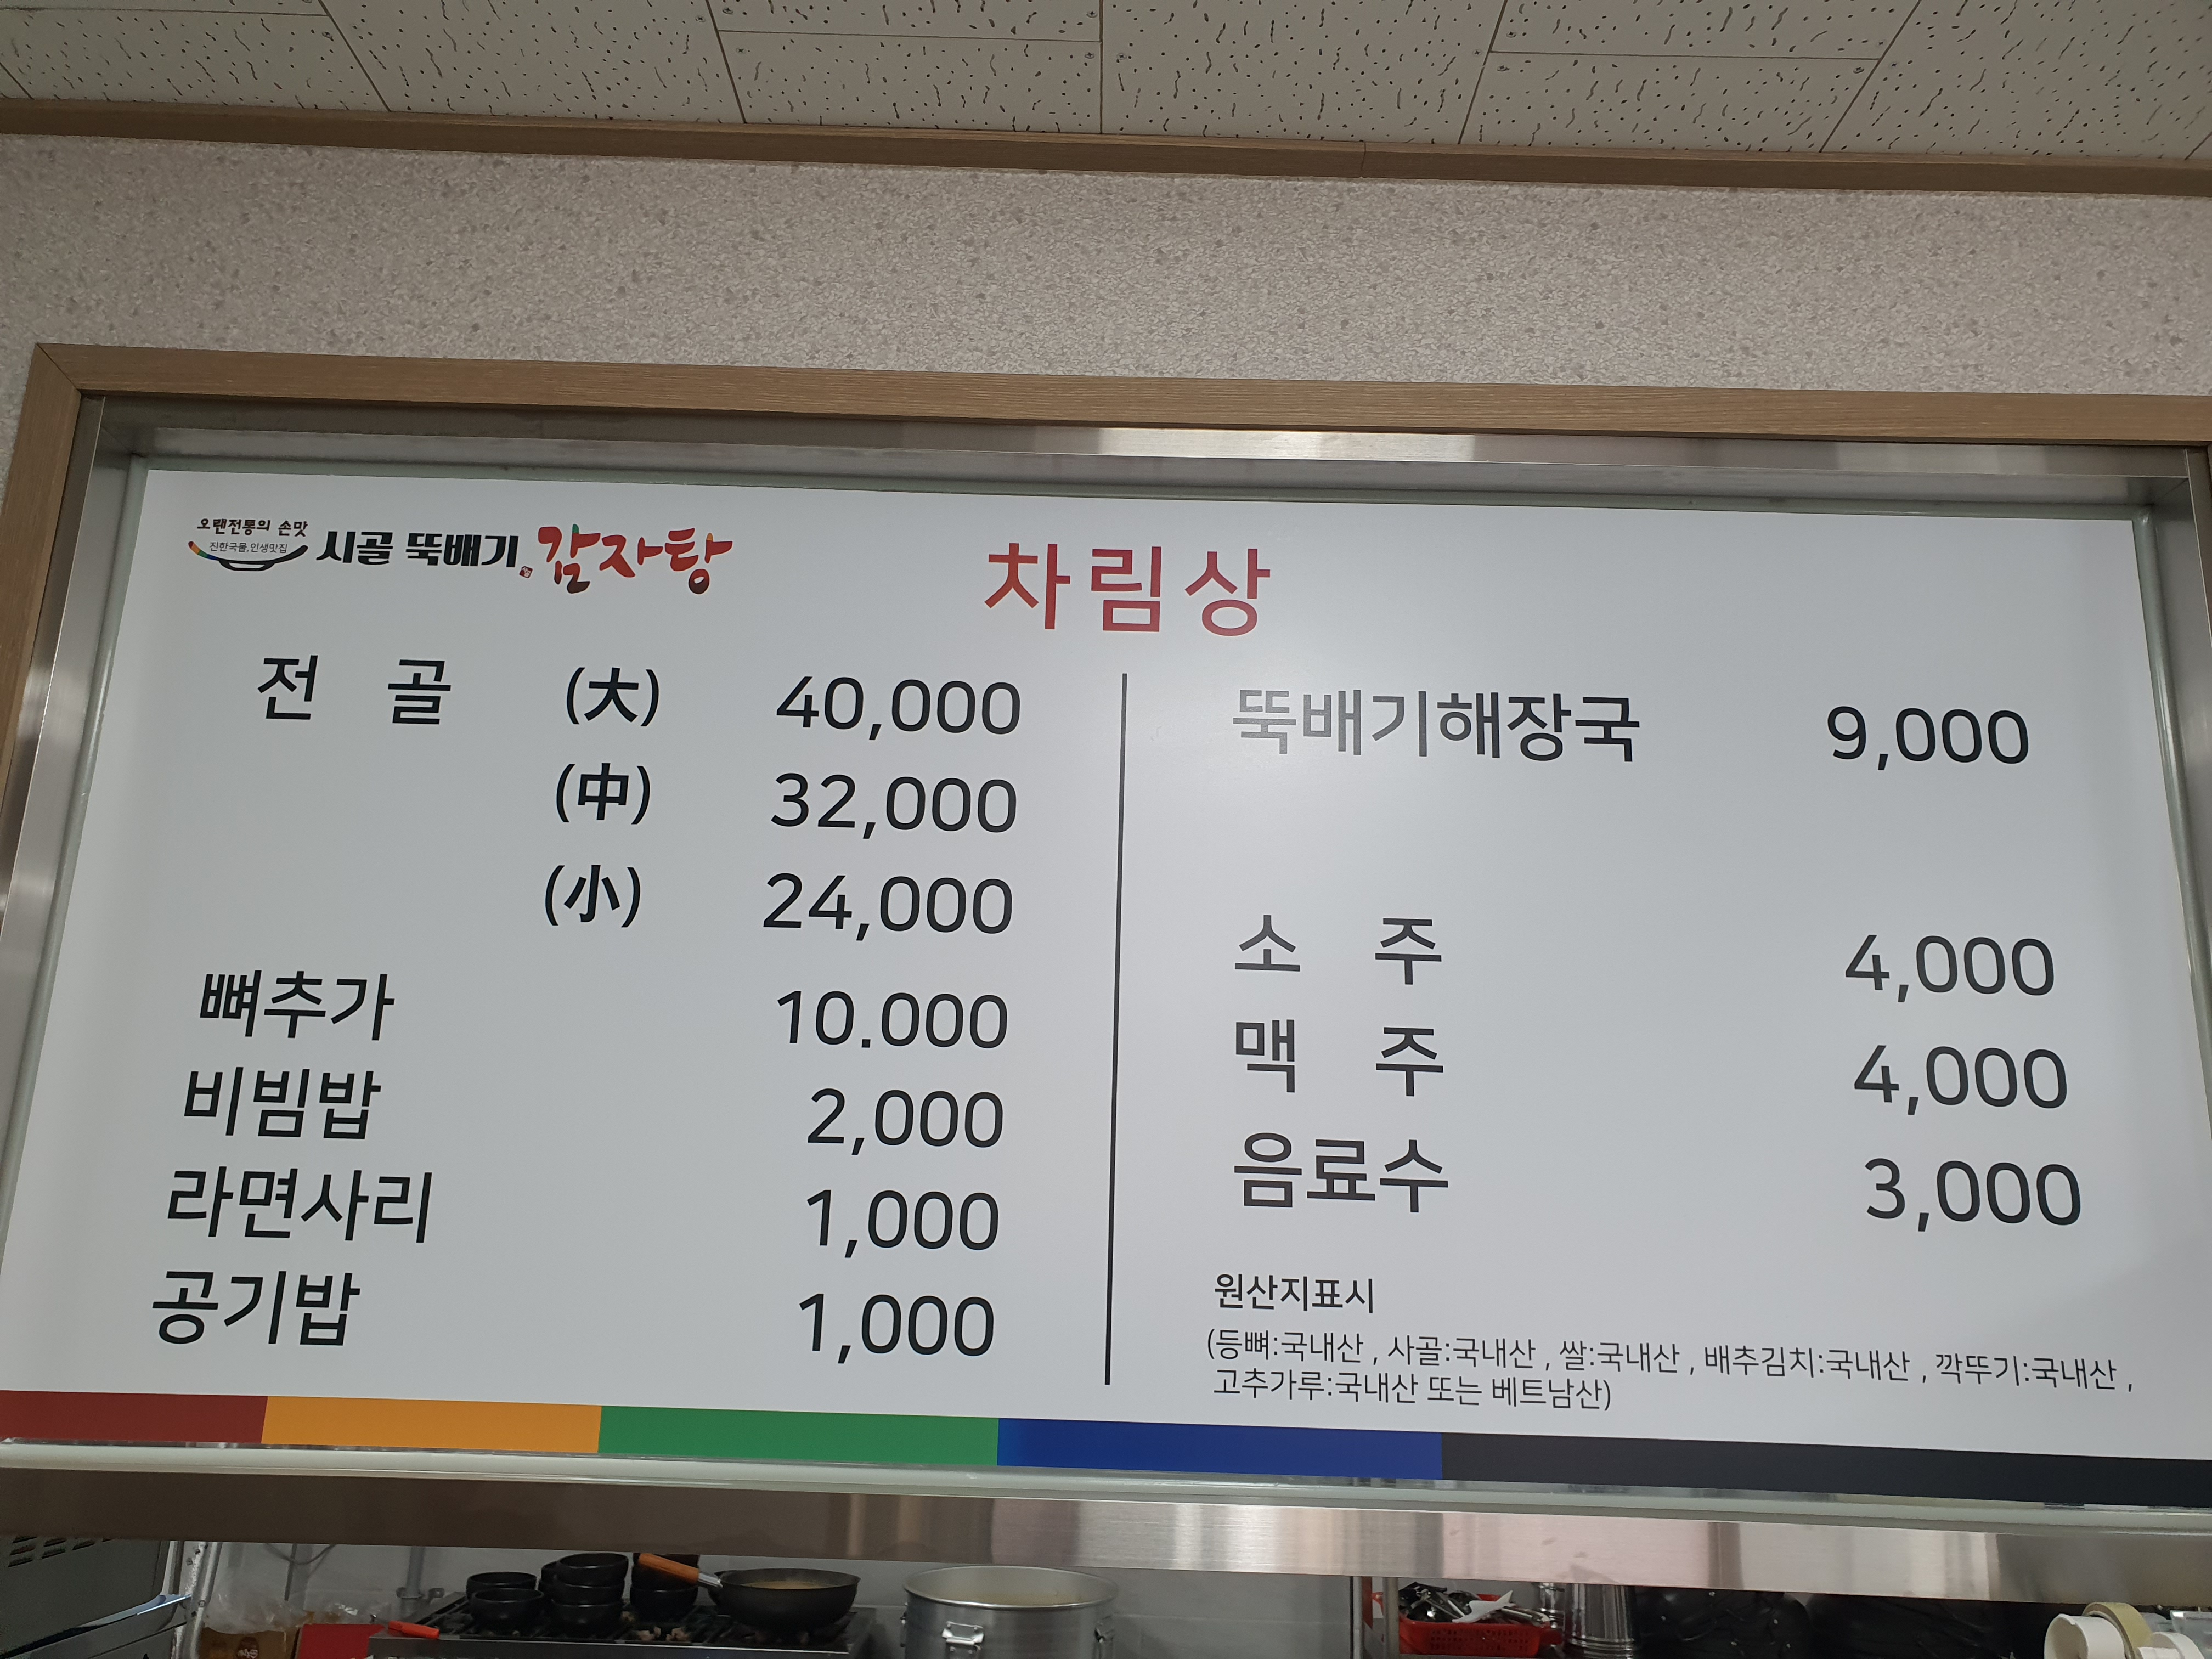 오랜전통의 손맛
진한국물,인생맛집
시골 뚝배기 감자탕
차림상
전 골 (大) 40,000
(中) 32,000
(小) 24,000
뼈추가 10.000
비빔밥 2,000
라면사리 1,000
공기밥 1,000
뚝배기해장국 9,000
소 주 4,000
맥 주 4,000
음료수 3,000
원산지표시
(등뼈:국내산 , 사골:국내산 , 쌀:국내산 , 배추김치:국내산 , 깍뚜기:국내산 ,
고추가루:국내산 또는 베트남산)